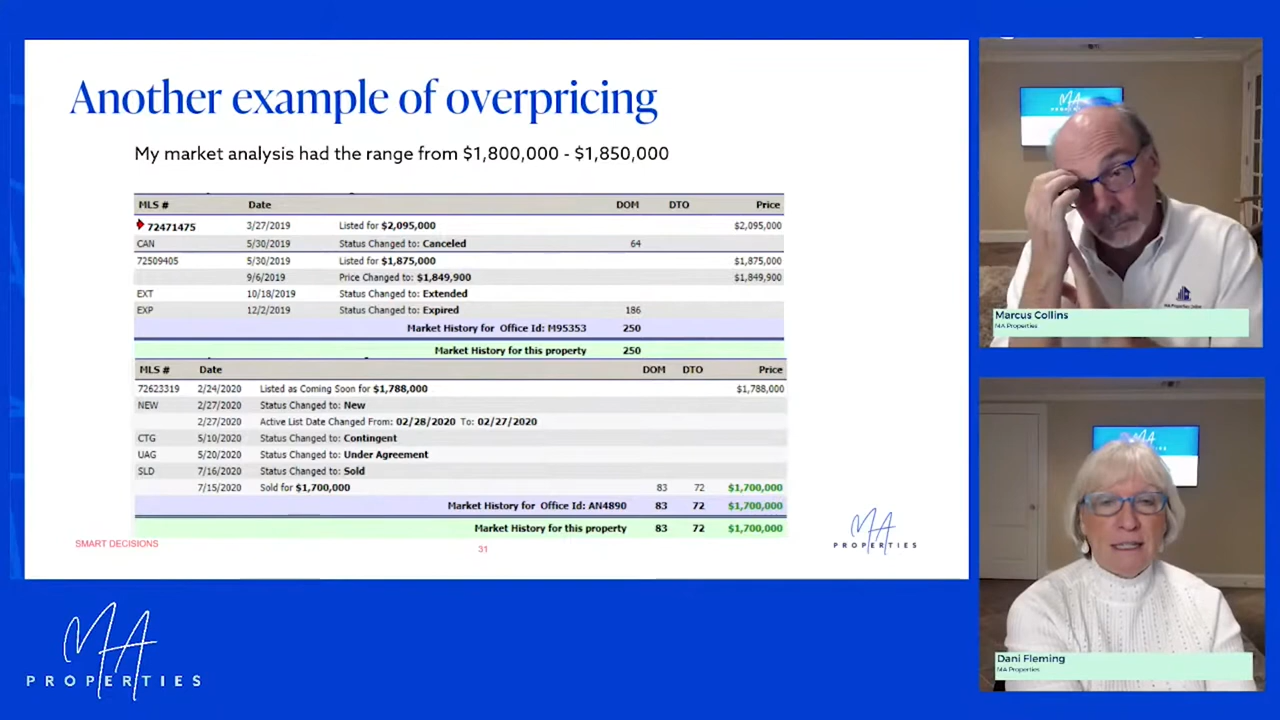 Another example of overpricing
My market analysis had the range from $1,800,000 - $1,850,000
MLS # Date DOM DTO Price
72471475 3/27/2019 Listed for $2,095,000 $2,095,000
CAN 5/30/2019 Status Changed to: Canceled 64
72509405 5/30/2019 Listed for $1,875,000 $1,875,000
9/6/2019 Price Changed to: $1,849,900 $1,849,900
EXT 10/18/2019 Status Changed to: Extended
EXP 12/2/2019 Status Changed to: Expired 186
Market History for Office Id: M95353 250
Market History for this property 250
MLS # Date DOM DTO Price
72623319 2/24/2020 Listed as Coming Soon for $1,788,000 $1,788,000
NEW 2/27/2020 Status Changed to: New
2/27/2020 Active List Date Changed From: 02/28/2020 To: 02/27/2020
CTG 5/10/2020 Status Changed to: Contingent
UAG 5/20/2020 Status Changed to: Under Agreement
SLD 7/16/2020 Status Changed to: Sold
7/15/2020 Sold for $1,700,000 83 72 $1,700,000
Market History for Office Id: AN4890 83 72 $1,700,000
Market History for this property 83 72 $1,700,000
SMART DECISIONS
31
MA
PROPERTIES
MA
PROPERTIES
MA
Marcus Collins
MA Properties
MA
Dani Fleming
MA Properties